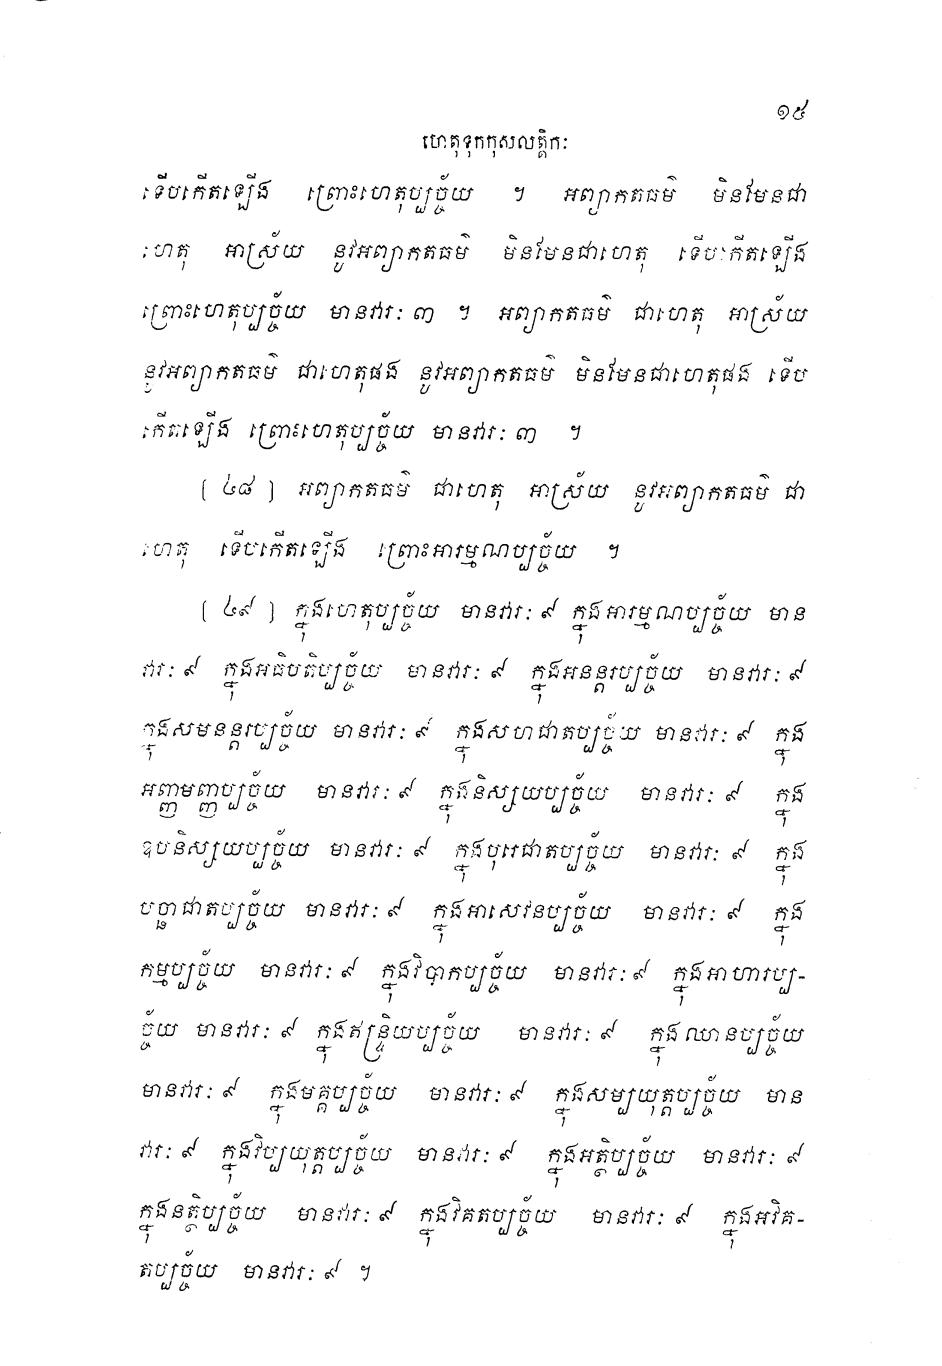 ១៥
ហេតុទុកកុសលត្តិកៈ
ទើបកើតឡើង ព្រោះហេតុប្បច្ច័យ ។ អព្យាកតធម៌ មិនមែនជា
ហេតុ អាស្រ័យ នូវអព្យាកតធម៌ មិនមែនជាហេតុ ទើបកើតឡើង
ព្រោះហេតុប្បច្ច័យ មានវារៈ ៣ ។ អព្យាកតធម៌ ជាហេតុ អាស្រ័យ
នូវអព្យាកតធម៌ ជាហេតុផង នូវអព្យាកតធម៌ មិនមែនជាហេតុផង ទើប
កើតឡើង ព្រោះហេតុប្បច្ច័យ មានវារៈ ៣ ។
[ ៤៨ ] អព្យាកតធម៌ ជាហេតុ អាស្រ័យ នូវអព្យាកតធម៌ ជា
ហេតុ ទើបកើតឡើង ព្រោះអារម្មណប្បច្ច័យ ។
[ ៤៩ ] ក្នុងហេតុប្បច្ច័យ មានវារៈ ៩ ក្នុងអារម្មណប្បច្ច័យ មាន
វារៈ ៩ ក្នុងអធិបតិប្បច្ច័យ មានវារៈ ៩ ក្នុងអនន្តរប្បច្ច័យ មានវារៈ ៩
ក្នុងសមនន្តរប្បច្ច័យ មានវារៈ ៩ ក្នុងសហជាតប្បច្ច័យ មានវារៈ ៩ ក្នុង
អញ្ញមញ្ញប្បច្ច័យ មានវារៈ ៩ ក្នុងនិស្សយប្បច្ច័យ មានវារៈ ៩ ក្នុង
ឧបនិស្សយប្បច្ច័យ មានវារៈ ៩ ក្នុងបុរេជាតប្បច្ច័យ មានវារៈ ៩ ក្នុង
បច្ឆាជាតប្បច្ច័យ មានវារៈ ៩ ក្នុងអាសេវនប្បច្ច័យ មានវារៈ ៩ ក្នុង
កម្មប្បច្ច័យ មានវារៈ ៩ ក្នុងវិបាកប្បច្ច័យ មានវារៈ ៩ ក្នុងអាហារប្ប-
ច្ច័យ មានវារៈ ៩ ក្នុងឥន្ទ្រិយប្បច្ច័យ មានវារៈ ៩ ក្នុងឈានប្បច្ច័យ
មានវារៈ ៩ ក្នុងមគ្គប្បច្ច័យ មានវារៈ ៩ ក្នុងសម្បយុត្តប្បច្ច័យ មាន
វារៈ ៩ ក្នុងវិប្បយុត្តប្បច្ច័យ មានវារៈ ៩ ក្នុងអត្ថិប្បច្ច័យ មានវារៈ ៩
ក្នុងនត្ថិប្បច្ច័យ មានវារៈ ៩ ក្នុងវិគតប្បច្ច័យ មានវារៈ ៩ ក្នុងអវិគ-
តប្បច្ច័យ មានវារៈ ៩ ។